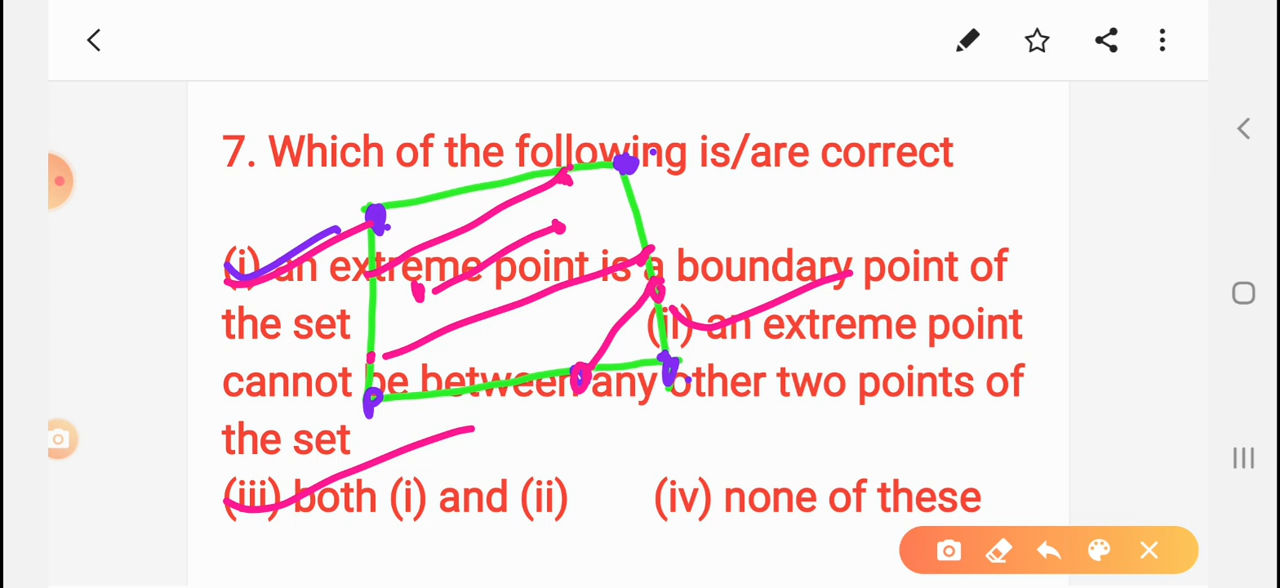 7. Which of the following is/are correct
(i) an extreme point is a boundary point of
the set (ii) an extreme point
cannot be between any other two points of
the set
(iii) both (i) and (ii) (iv) none of these